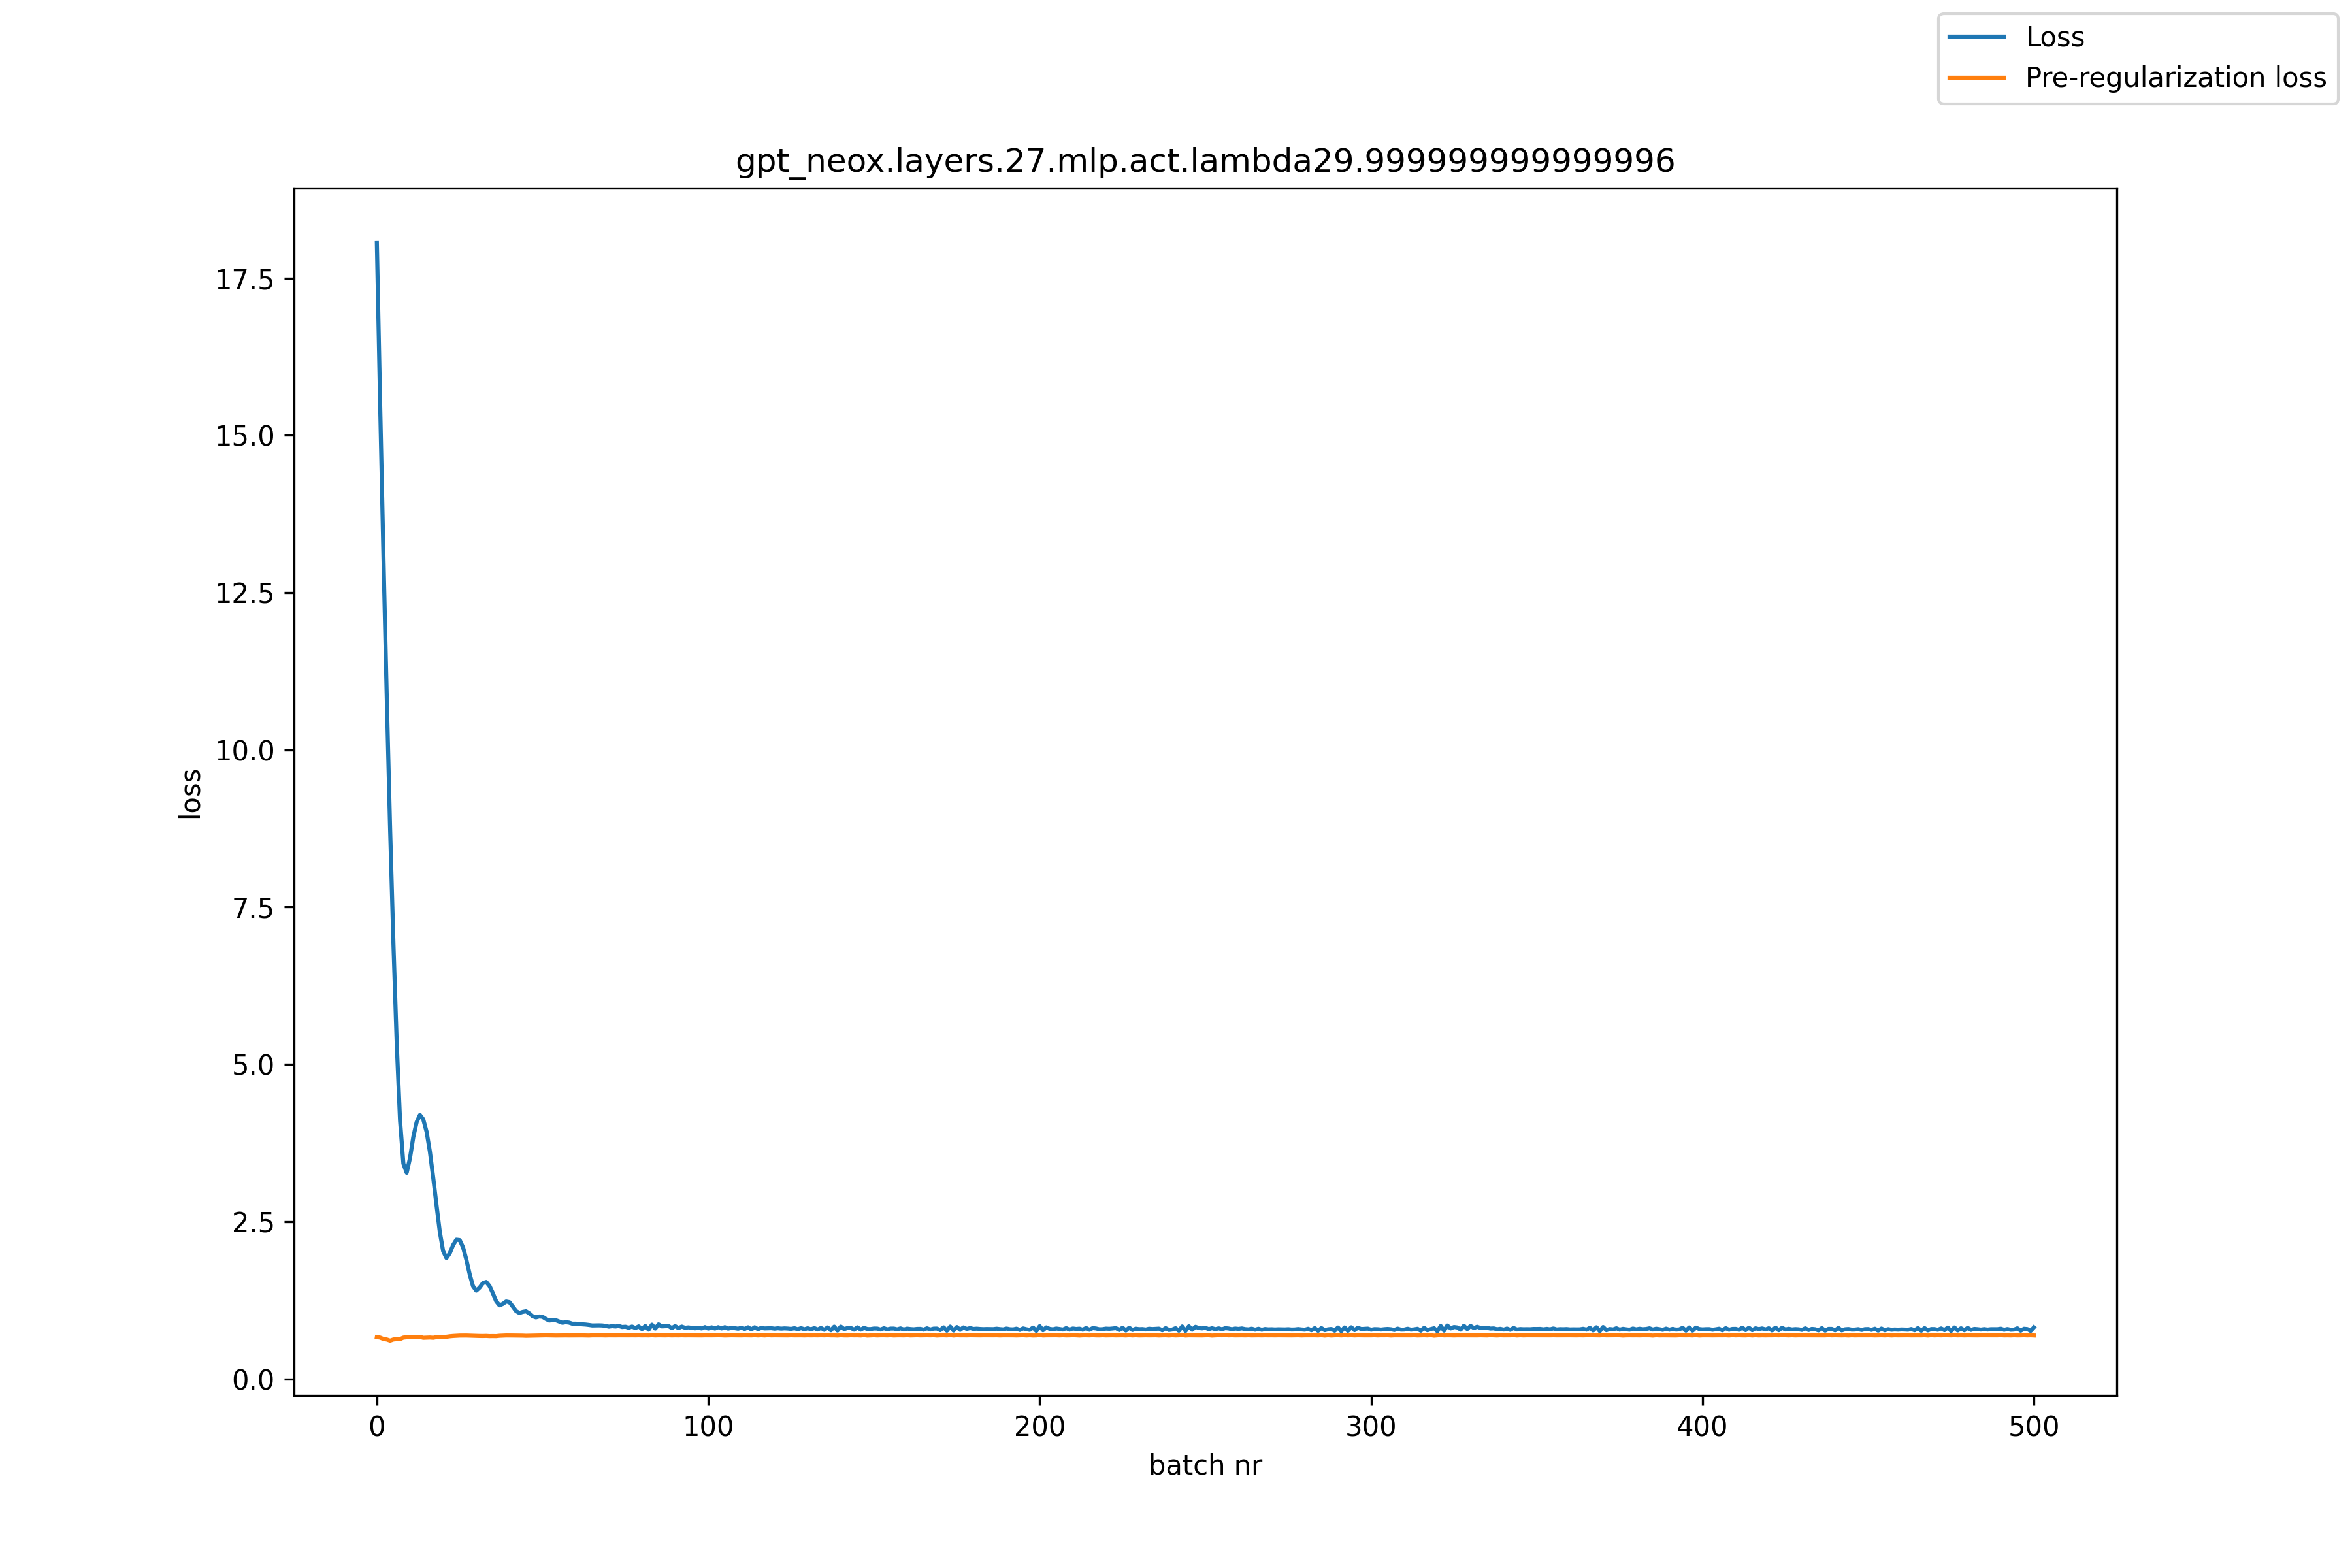 Loss
Pre-regularization loss
gpt_neox.layers.27.mlp.act.lambda29.999999999999996
17.5
15.0
12.5
10.0
7.5
5.0
2.5
0.0
loss
0 100 200 300 400 500
batch nr